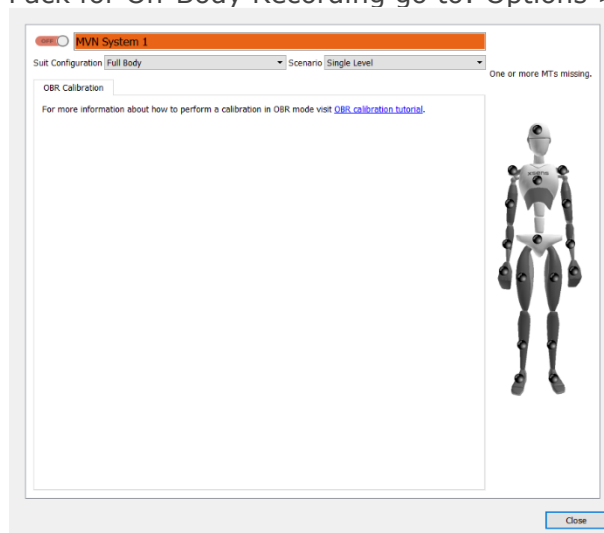 Pack for On-Body Recording go to: Options >
OFF MVN System 1
Suit Configuration Full Body Scenario Single Level
One or more MTs missing.
OBR Calibration
For more information about how to perform a calibration in OBR mode visit OBR calibration tutorial.
Close